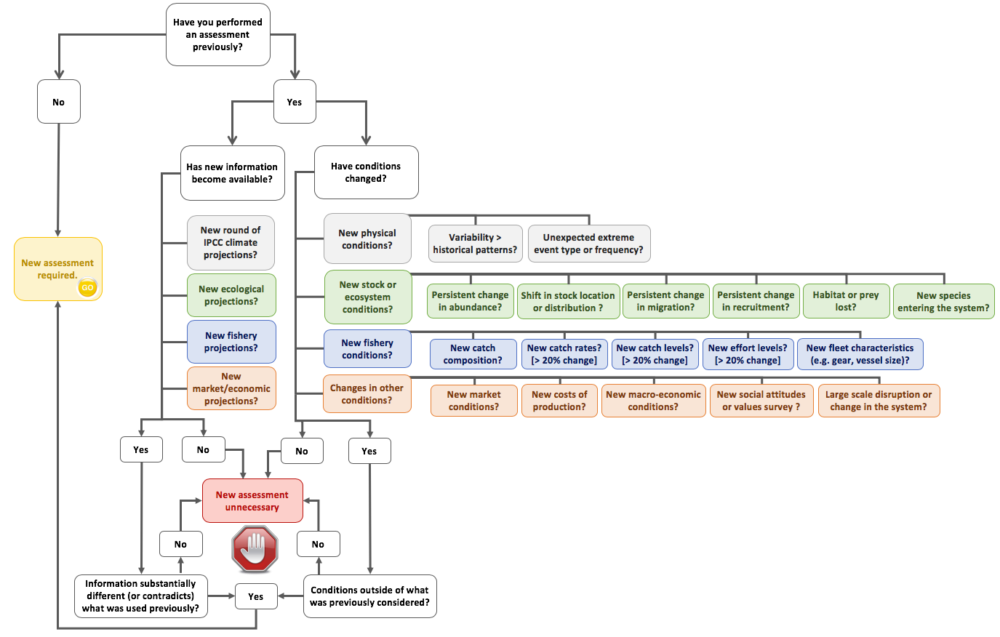 Have you performed
an assessment
previously?
No
Yes
Has new information
become available?
Have conditions
changed?
New round of
IPCC climate
projections?
New physical
conditions?
Variability >
historical patterns?
Unexpected extreme
event type or frequency?
New assessment
required.
GO
New ecological
projections?
New stock or
ecosystem
conditions?
Persistent change
in abundance?
Shift in stock location
or distribution ?
Persistent change
in migration?
Persistent change
in recruitment?
Habitat or prey
lost?
New species
entering the system?
New fishery
projections?
New fishery
conditions?
New catch
composition?
New catch rates?
[> 20% change]
New catch levels?
[> 20% change]
New effort levels?
[> 20% change]
New fleet characteristics
(e.g. gear, vessel size)?
New
market/economic
projections?
Changes in other
conditions?
New market
conditions?
New costs of
production?
New macro-economic
conditions?
New social attitudes
or values survey ?
Large scale disruption or
change in the system?
Yes
No
No
Yes
New assessment
unnecessary
No
No
Information substantially
different (or contradicts)
what was used previously?
Yes
Conditions outside of what
was previously considered?